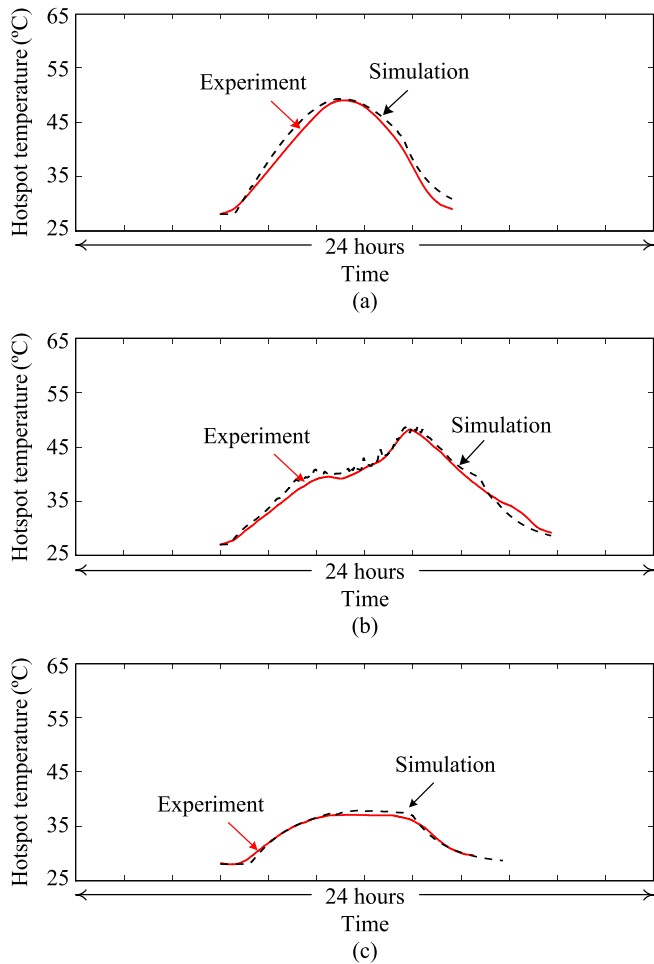 Hotspot temperature (ºC)
65
55
45
35
25
Experiment
Simulation
24 hours
Time
(a)
Hotspot temperature (ºC)
65
55
45
35
25
Experiment
Simulation
24 hours
Time
(b)
Hotspot temperature (ºC)
65
55
45
35
25
Experiment
Simulation
24 hours
Time
(c)